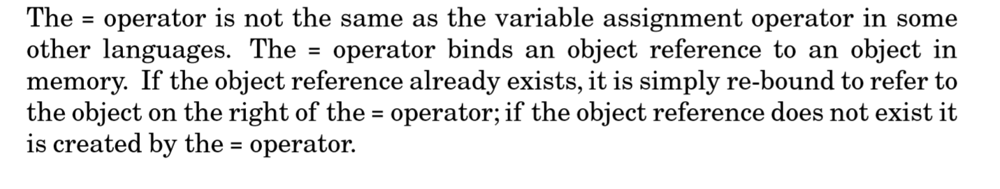 The = operator is not the same as the variable assignment operator in some
other languages. The = operator binds an object reference to an object in
memory. If the object reference already exists, it is simply re-bound to refer to
the object on the right of the = operator; if the object reference does not exist it
is created by the = operator.